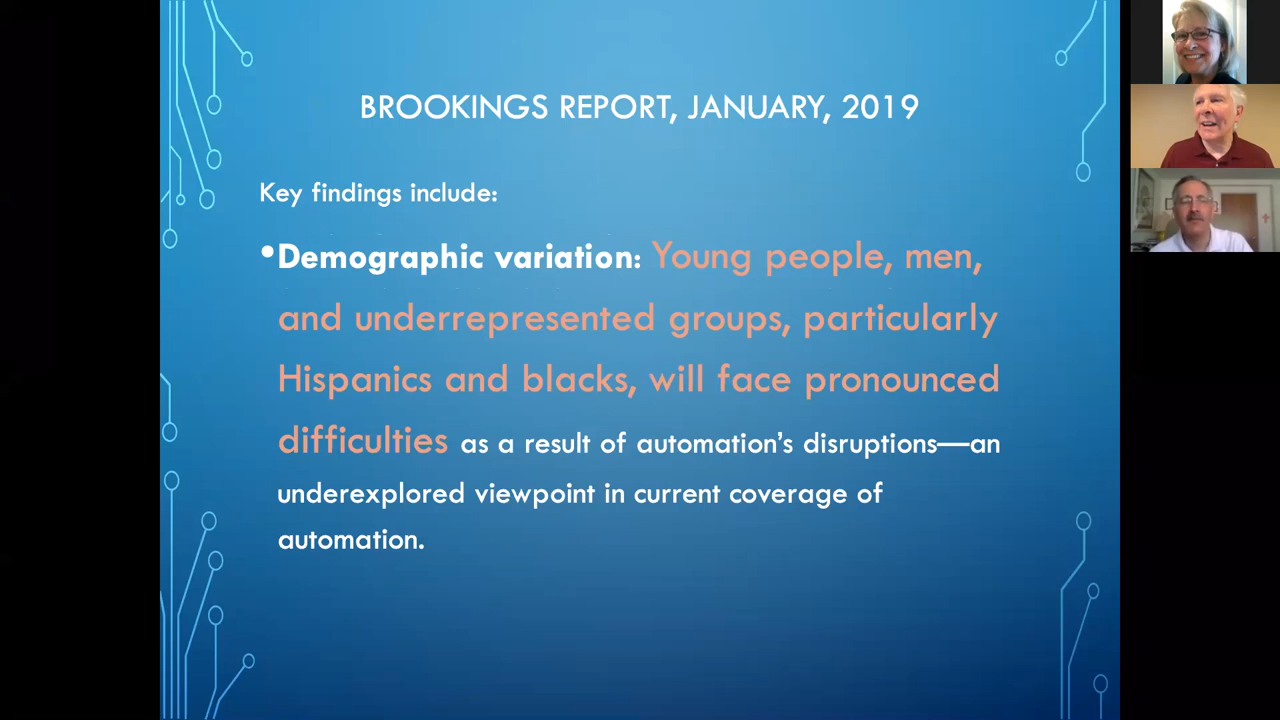 BROOKINGS REPORT, JANUARY, 2019
Key findings include:
•Demographic variation: Young people, men,
and underrepresented groups, particularly
Hispanics and blacks, will face pronounced
difficulties as a result of automation’s disruptions—an
underexplored viewpoint in current coverage of
automation.